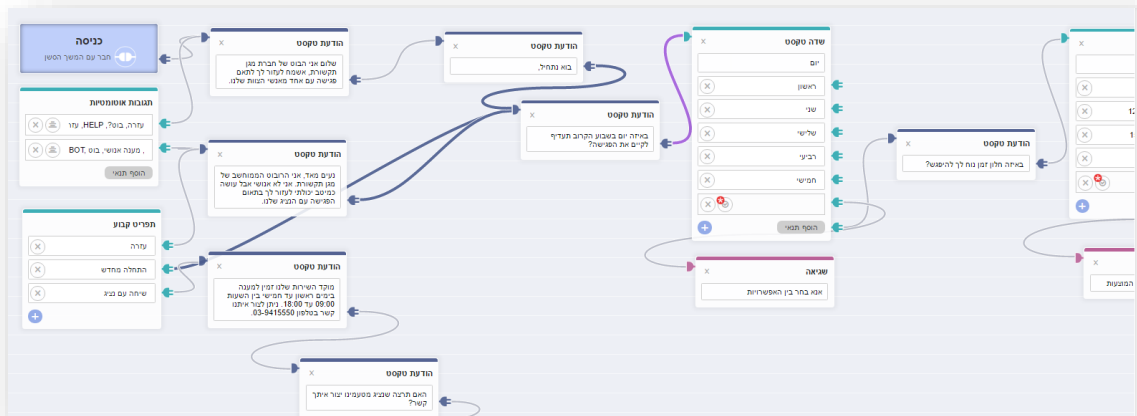 כניסה
חבר עם המשך הסשן
תגובות אוטומטיות
עזרה, בוט?, HELP, עזר
, מענה אנושי, בוט, BOT
הוסף תנאי
תפריט קבוע
עזרה
התחלה מחדש
שיחה עם נציג
הודעת טקסט
שלום אני הבוט של חברת מגן
תקשורת, אשמח לעזור לך לתאם
פגישה עם אחד מאנשי הצוות שלנו.
הודעת טקסט
נעים מאד, אני הרובוט הממוחשב של
מגן תקשורת. אני לא אנושי אבל עושה
כמיטב יכולתי לעזור לך בתאום
הפגישה עם הנציג שלנו.
הודעת טקסט
מוקד השירות שלנו זמין למענה
בימים ראשון עד חמישי בין השעות
09:00 עד 18:00. ניתן לצור איתנו
קשר בטלפון 03-9415550.
הודעת טקסט
האם תרצה שנציג מטעמינו יצור איתך
קשר?
הודעת טקסט
בוא נתחיל,
הודעת טקסט
באיזה יום בשבוע הקרוב תעדיף
לקיים את הפגישה?
שדה טקסט
יום
ראשון
שני
שלישי
רביעי
חמישי
הוסף תנאי
שגיאה
אנא בחר בין האפשרויות
הודעת טקסט
באיזה חלון זמן נוח לך להיפגש?
12
1
המוצעות